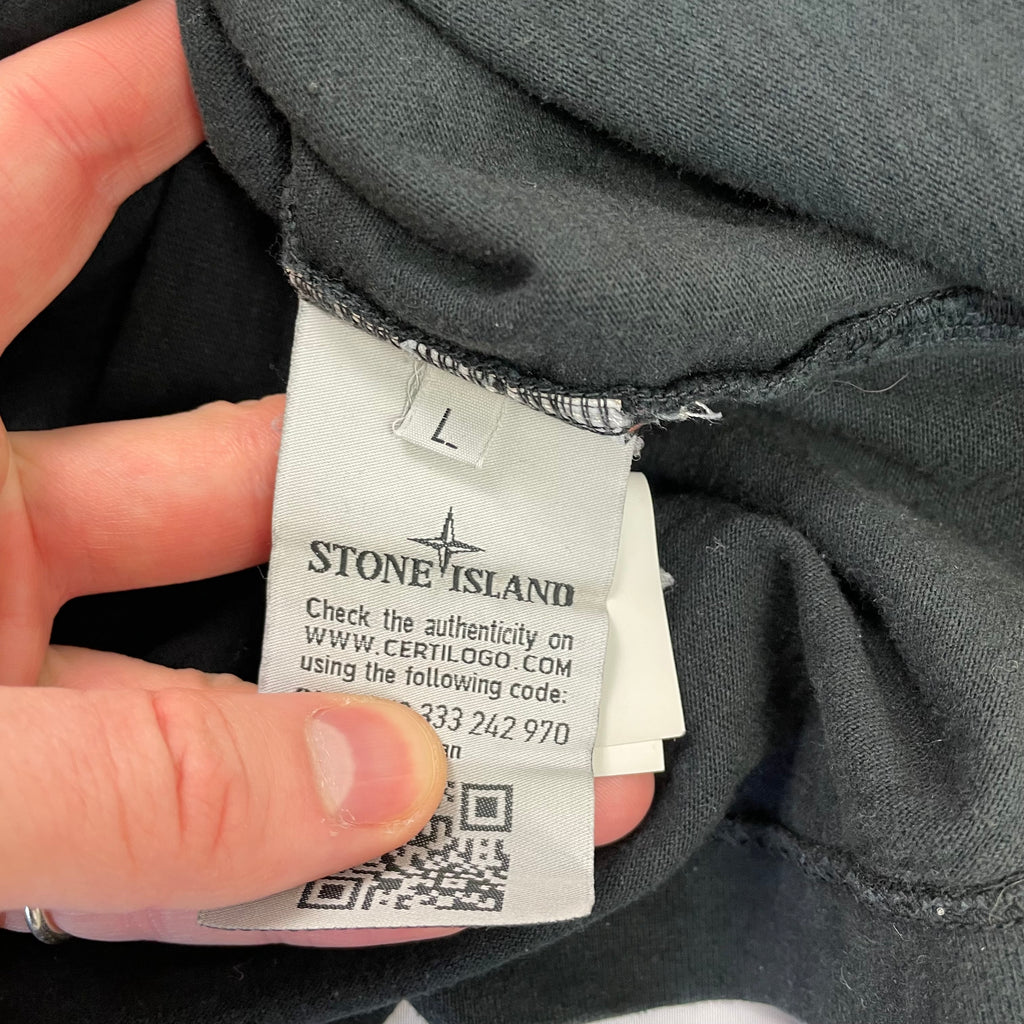 L
STONE ISLAND
Check the authenticity on
WWW.CERTILOGO.COM
using the following code:
333 242 970